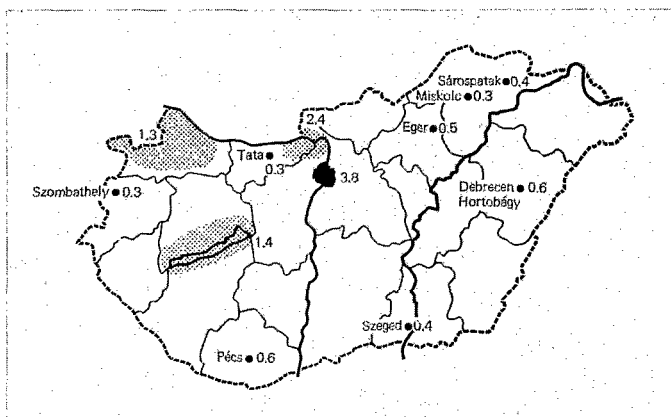 Sárospatak 0.4
Miskolc 0.3
2.4
1.3
Eger 0.5
Tata
0.3
3.8
Szombathely 0.3
Debrecen 0.6
Hortobágy
1.4
Szeged 0.4
Pécs 0.6